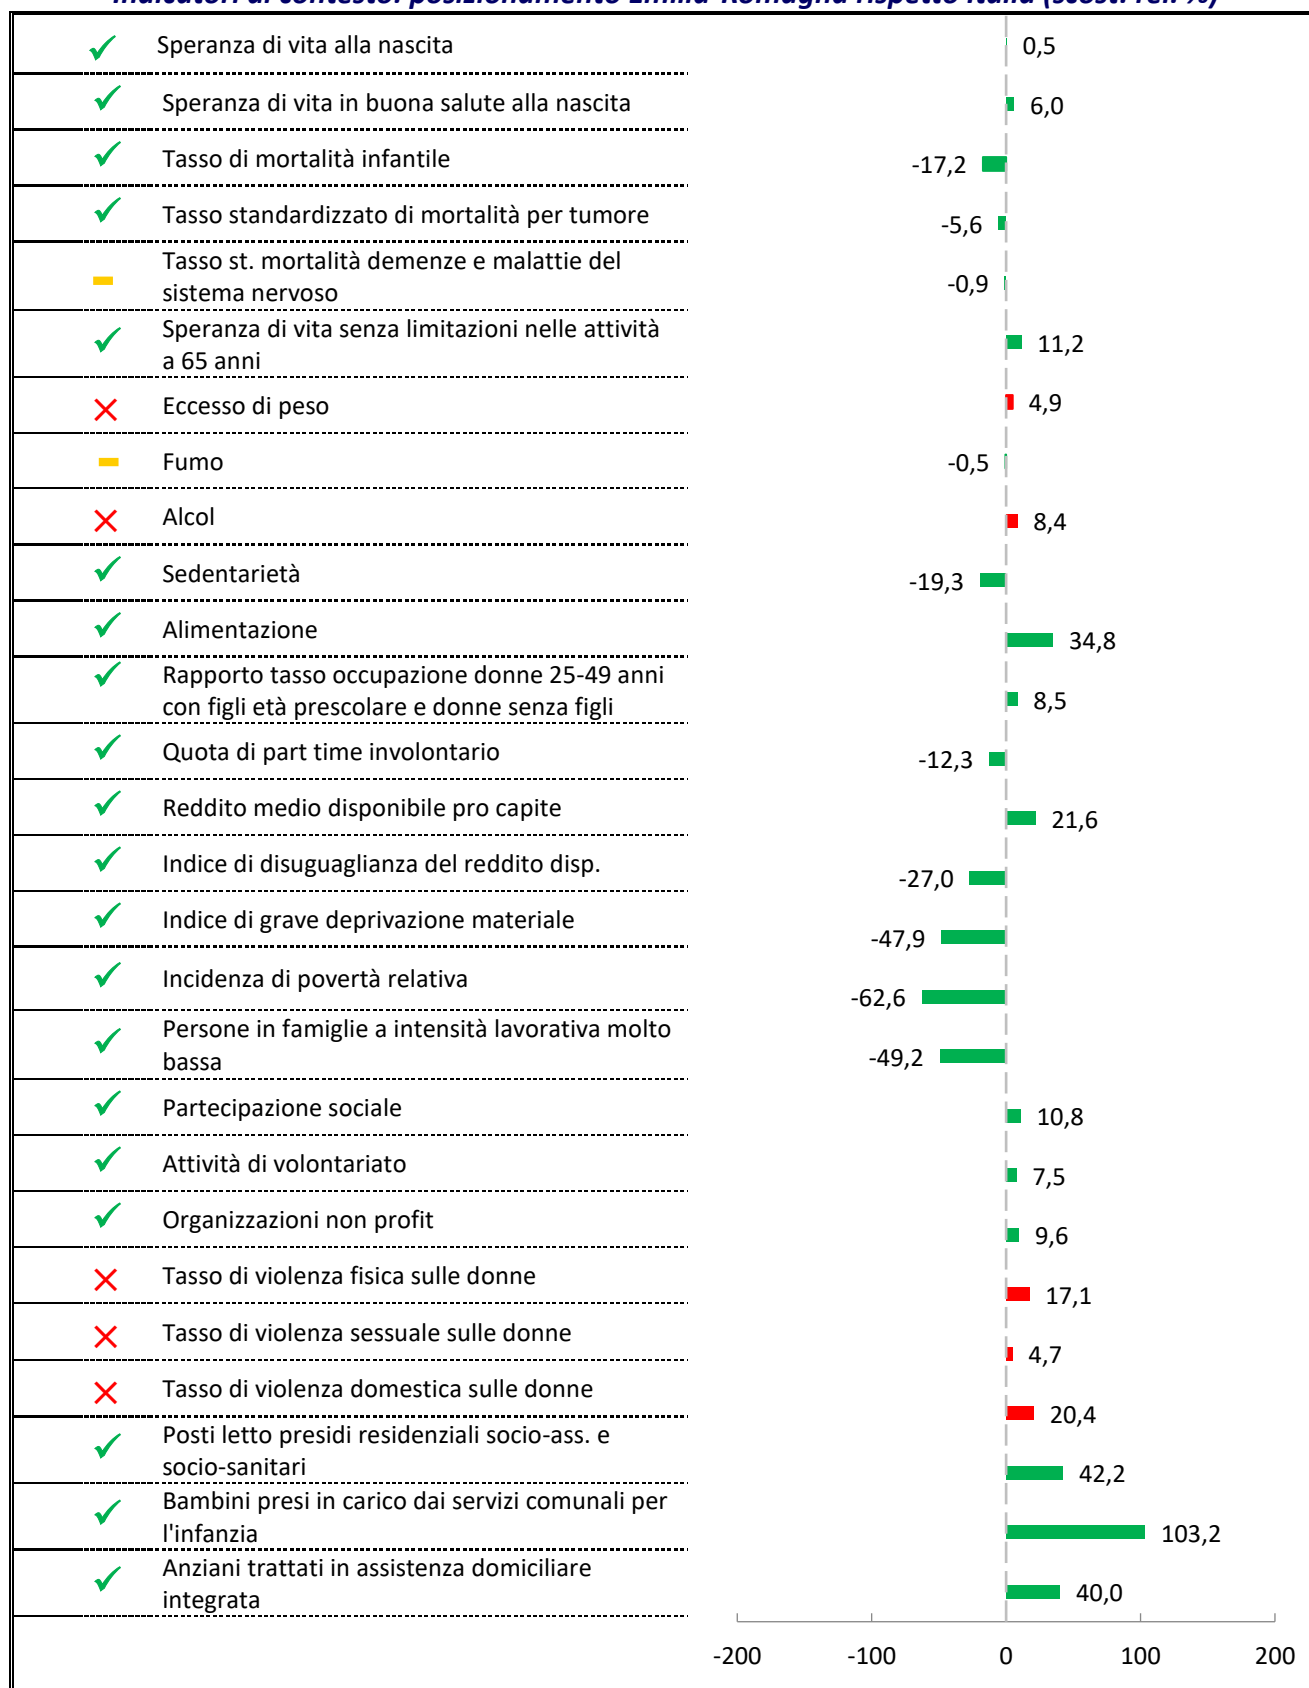 Indicatori di contesto: posizionamento Emilia-Romagna rispetto Italia (scost. rel. %)
Speranza di vita alla nascita 0,5
Speranza di vita in buona salute alla nascita 6,0
Tasso di mortalità infantile -17,2
Tasso standardizzato di mortalità per tumore -5,6
Tasso st. mortalità demenze e malattie del
sistema nervoso -0,9
Speranza di vita senza limitazioni nelle attività
a 65 anni 11,2
Eccesso di peso 4,9
Fumo -0,5
Alcol 8,4
Sedentarietà -19,3
Alimentazione 34,8
Rapporto tasso occupazione donne 25-49 anni
con figli età prescolare e donne senza figli 8,5
Quota di part time involontario -12,3
Reddito medio disponibile pro capite 21,6
Indice di disuguaglianza del reddito disp. -27,0
Indice di grave deprivazione materiale -47,9
Incidenza di povertà relativa -62,6
Persone in famiglie a intensità lavorativa molto
bassa -49,2
Partecipazione sociale 10,8
Attività di volontariato 7,5
Organizzazioni non profit 9,6
Tasso di violenza fisica sulle donne 17,1
Tasso di violenza sessuale sulle donne 4,7
Tasso di violenza domestica sulle donne 20,4
Posti letto presidi residenziali socio-ass. e
socio-sanitari 42,2
Bambini presi in carico dai servizi comunali per
l'infanzia 103,2
Anziani trattati in assistenza domiciliare
integrata 40,0
-200 -100 0 100 200